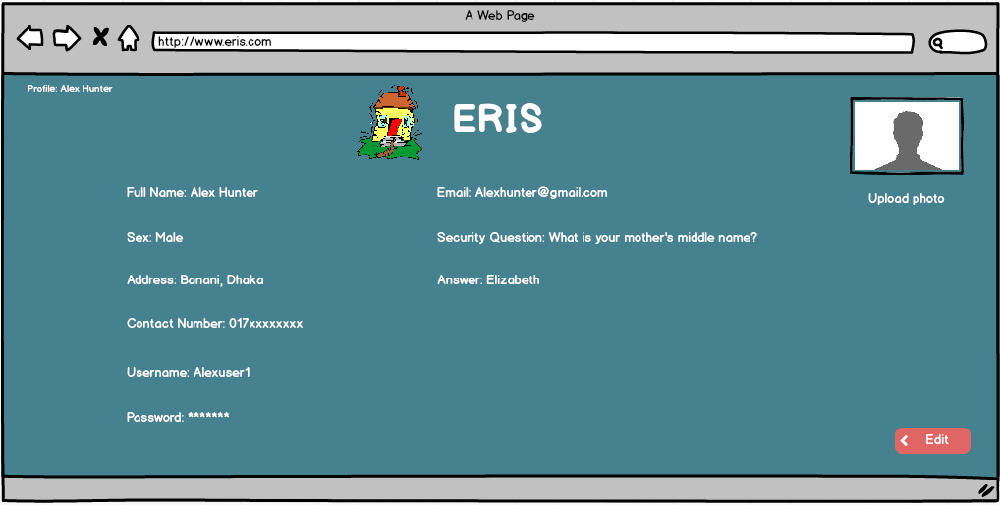 A Web Page
http://www.eris.com
Profile: Alex Hunter
ERIS
Upload photo
Full Name: Alex Hunter
Email: Alexhunter@gmail.com
Sex: Male
Security Question: What is your mother's middle name?
Address: Banani, Dhaka
Answer: Elizabeth
Contact Number: 017xxxxxxxx
Username: Alexuser1
Password: *******
Edit